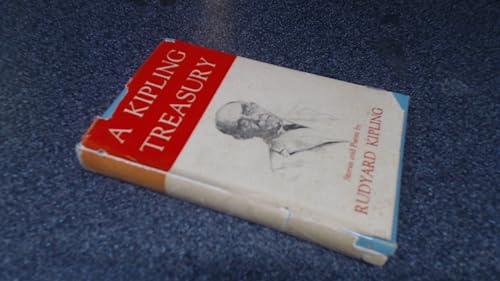 A KIPLING
TREASURY
Stories and Poems by
RUDYARD KIPLING